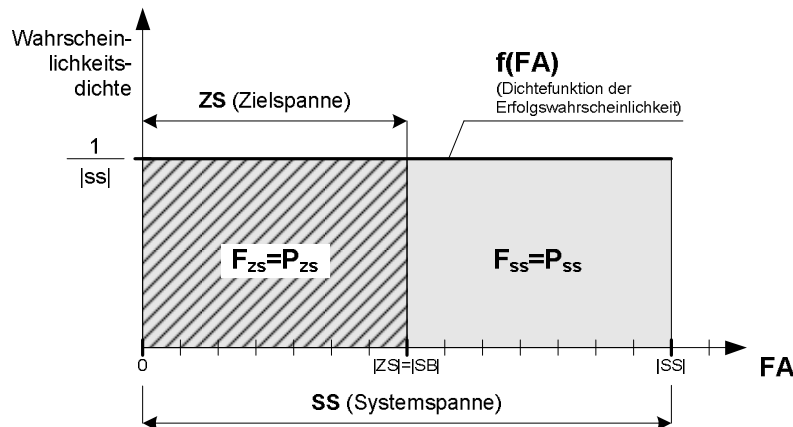 Wahrschein-
lichkeits-
dichte
f(FA)
(Dichtefunktion der
Erfolgswahrscheinlichkeit)
ZS (Zielspanne)
1
|ss|
Fzs=Pzs
Fss=Pss
0
|ZS|=|SB|
|SS|
FA
SS (Systemspanne)